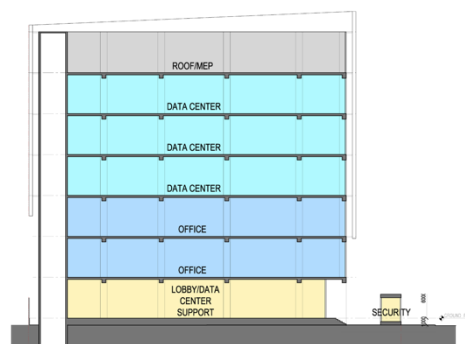 ROOF/MEP
DATA CENTER
DATA CENTER
DATA CENTER
OFFICE
OFFICE
LOBBY/DATA
CENTER
SUPPORT
SECURITY